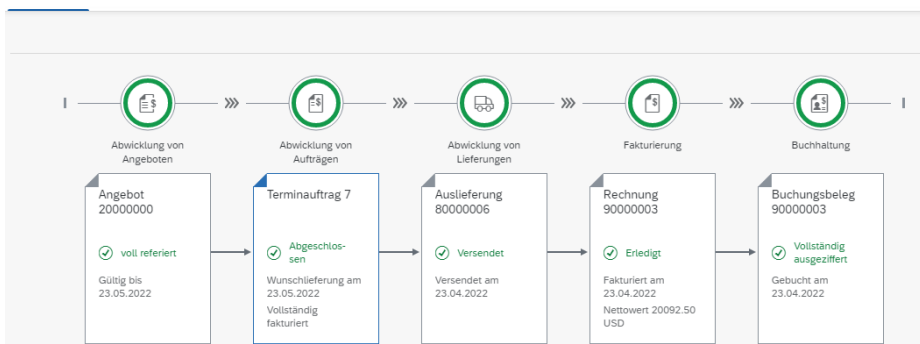 Abwicklung von
Angeboten
Abwicklung von
Aufträgen
Abwicklung von
Lieferungen
Fakturierung
Buchhaltung
Angebot
20000000
voll referiert
Gültig bis
23.05.2022
Terminauftrag 7
Abgeschlos-
sen
Wunschlieferung am
23.05.2022
Vollständig
fakturiert
Auslieferung
80000006
Versendet
Versendet am
23.04.2022
Rechnung
90000003
Erledigt
Fakturiert am
23.04.2022
Nettowert 20092.50
USD
Buchungsbeleg
90000003
Vollständig
ausgeziffert
Gebucht am
23.04.2022